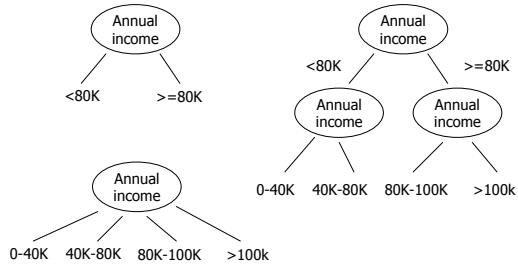 Annual
income
<80K
>=80K
Annual
income
<80K
>=80K
Annual
income
Annual
income
0-40K
40K-80K
80K-100K
>100k
Annual
income
0-40K
40K-80K
80K-100K
>100k